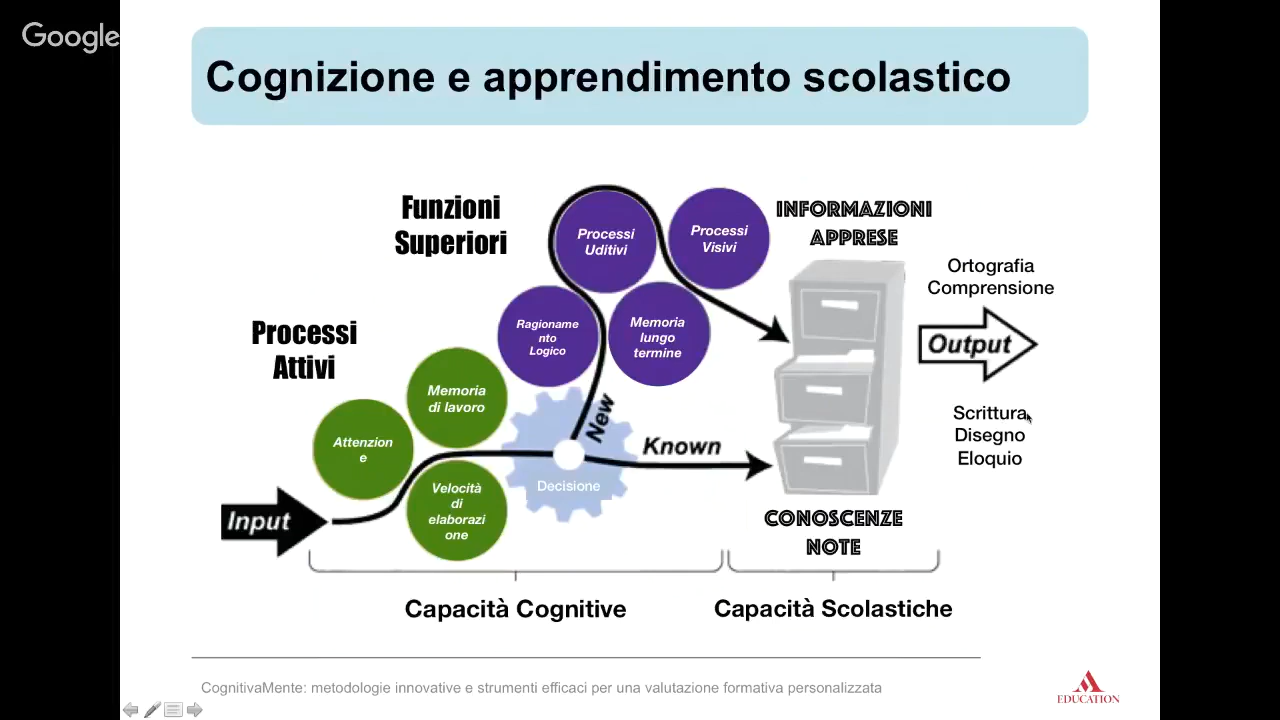 Google
Cognizione e apprendimento scolastico
Funzioni
Superiori
Processi
Attivi
Processi
Uditivi
Processi
Visivi
Ragioname
nto
Logico
Memoria
lungo
termine
Memoria
di lavoro
Attenzion
e
Velocità
di
elaborazi
one
Input
Decisione
New
Known
INFORMAZIONI
APPRESE
CONOSCENZE
NOTE
Ortografia
Comprensione
Output
Scrittura
Disegno
Eloquio
Capacità Cognitive
Capacità Scolastiche
CognitivaMente: metodologie innovative e strumenti efficaci per una valutazione formativa personalizzata
EDUCATION